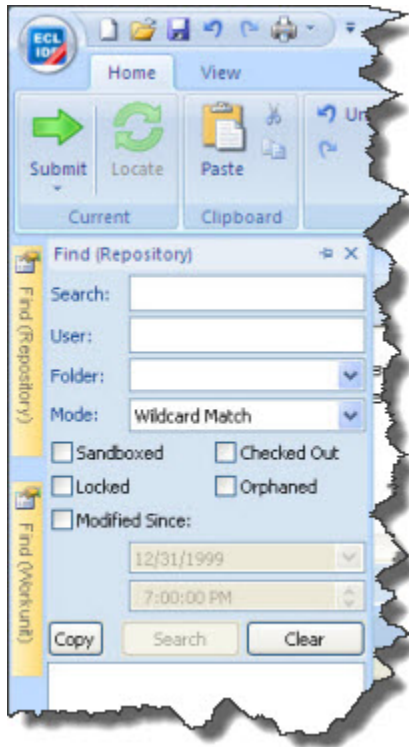 ECL
IDE
Home View
Un
Submit Locate Paste
Current Clipboard
Find (Repository)
Find (Workunit)
Find (Repository)
Search:
User:
Folder:
Mode: Wildcard Match
Sandboxed Checked Out
Locked Orphaned
Modified Since:
12/31/1999
7:00:00 PM
Copy Search Clear